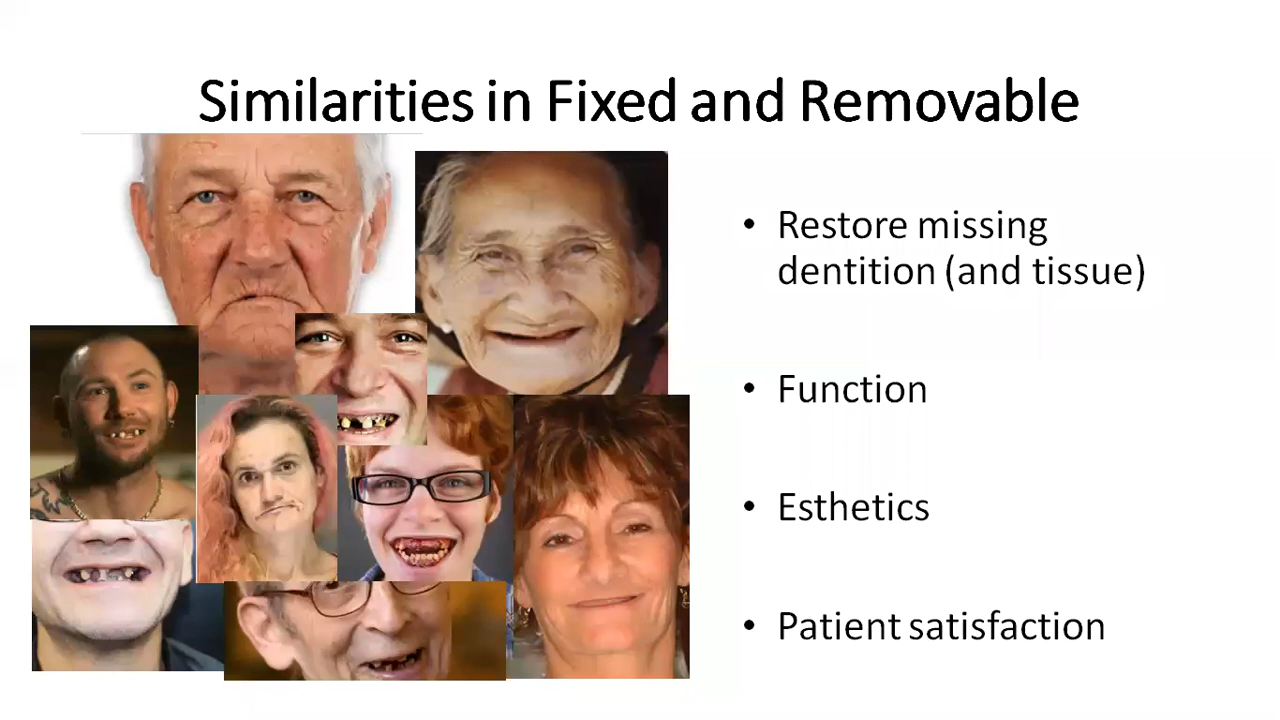 Similarities in Fixed and Removable
• Restore missing
dentition (and tissue)
• Function
• Esthetics
• Patient satisfaction